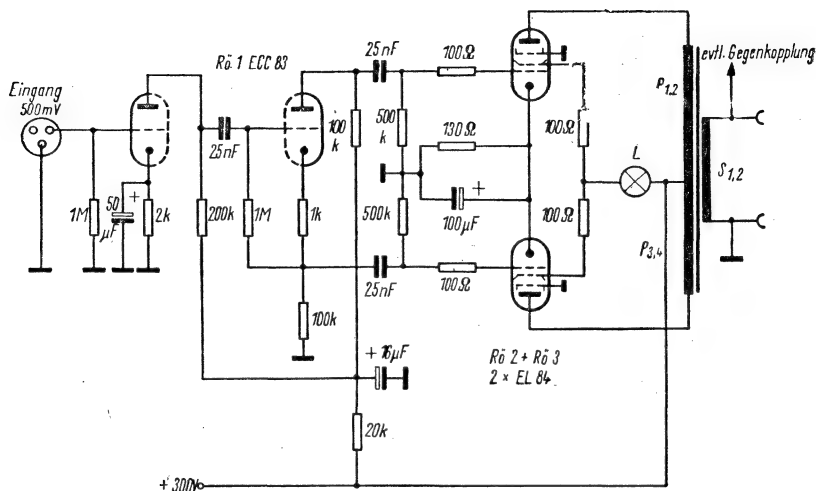 Eingang
500mV
1M
50
µF
+
2k
Rö. 1 ECC 83
25nF
200k
1M
1k
100k
25nF
100
k
500
k
500k
25nF
100Ω
130Ω
+
100µF
100Ω
100Ω
100Ω
L
P1,2
P3,4
S1,2
evtl. Gegenkopplung
+ 16µF
20k
+ 300V
Rö 2 + Rö 3
2 × EL 84